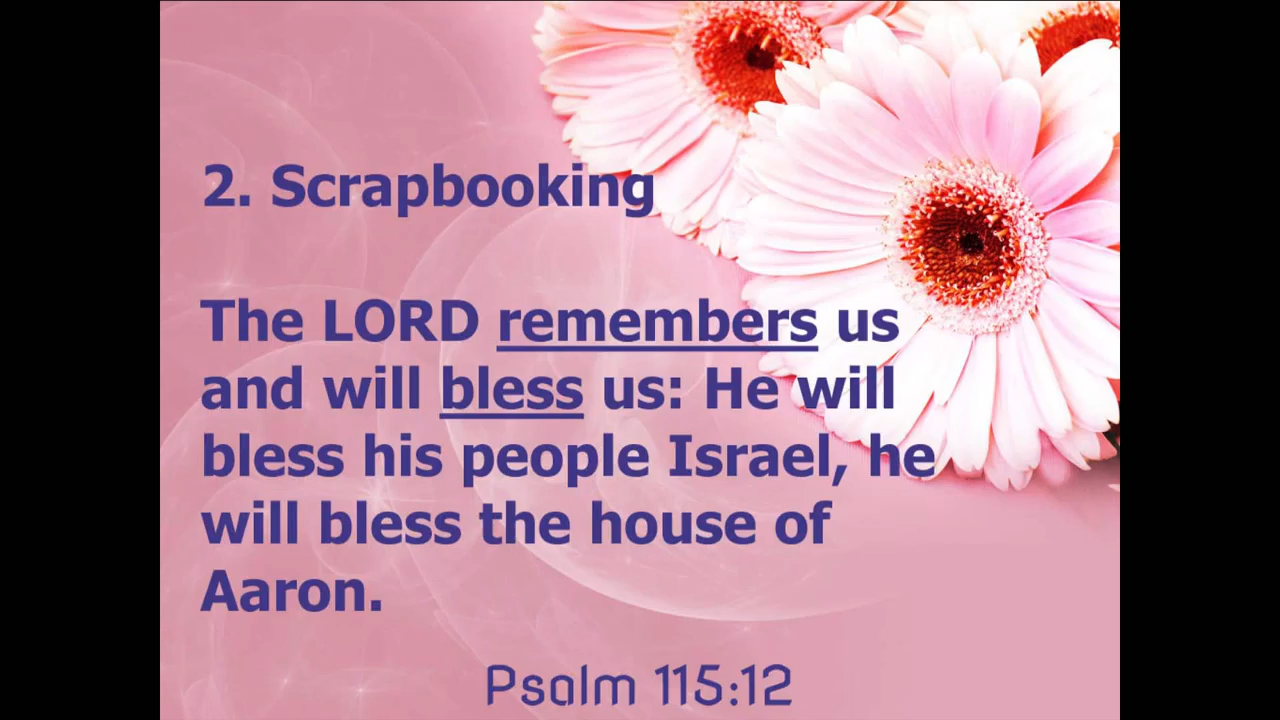 2. Scrapbooking
The LORD remembers us
and will bless us: He will
bless his people Israel, he
will bless the house of
Aaron.
Psalm 115:12